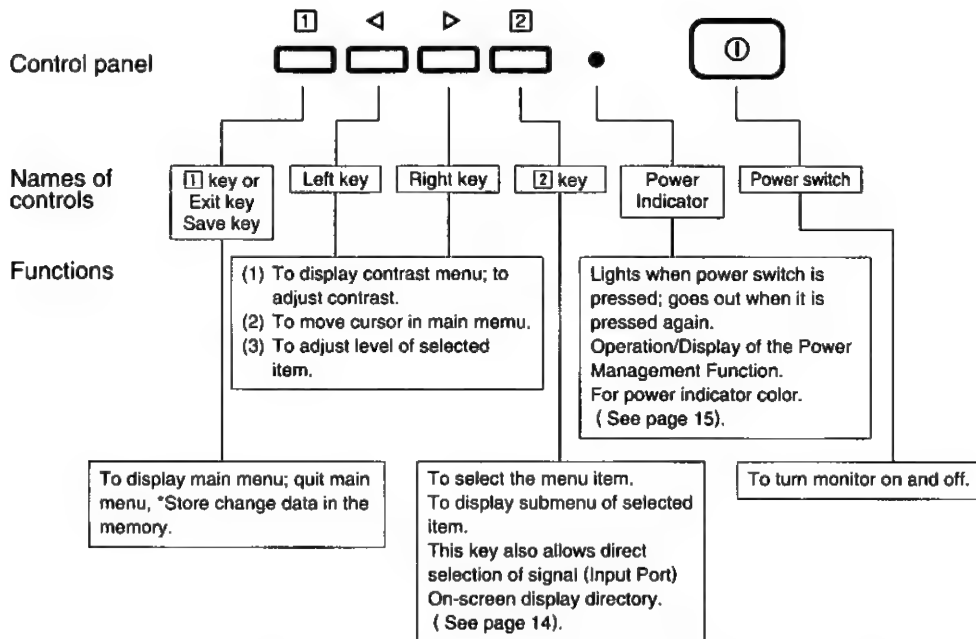 1 ◁ ▷ 2
Control panel
Names of
controls
1 key or
Exit key
Save key
Left key
Right key
2 key
Power
Indicator
Power switch
Functions
(1) To display contrast menu; to
adjust contrast.
(2) To move cursor in main memu.
(3) To adjust level of selected
item.
Lights when power switch is
pressed; goes out when it is
pressed again.
Operation/Display of the Power
Management Function.
For power indicator color.
( See page 15).
To display main menu; quit main
menu, *Store change data in the
memory.
To select the menu item.
To display submenu of selected
item.
This key also allows direct
selection of signal (Input Port)
On-screen display directory.
( See page 14).
To turn monitor on and off.